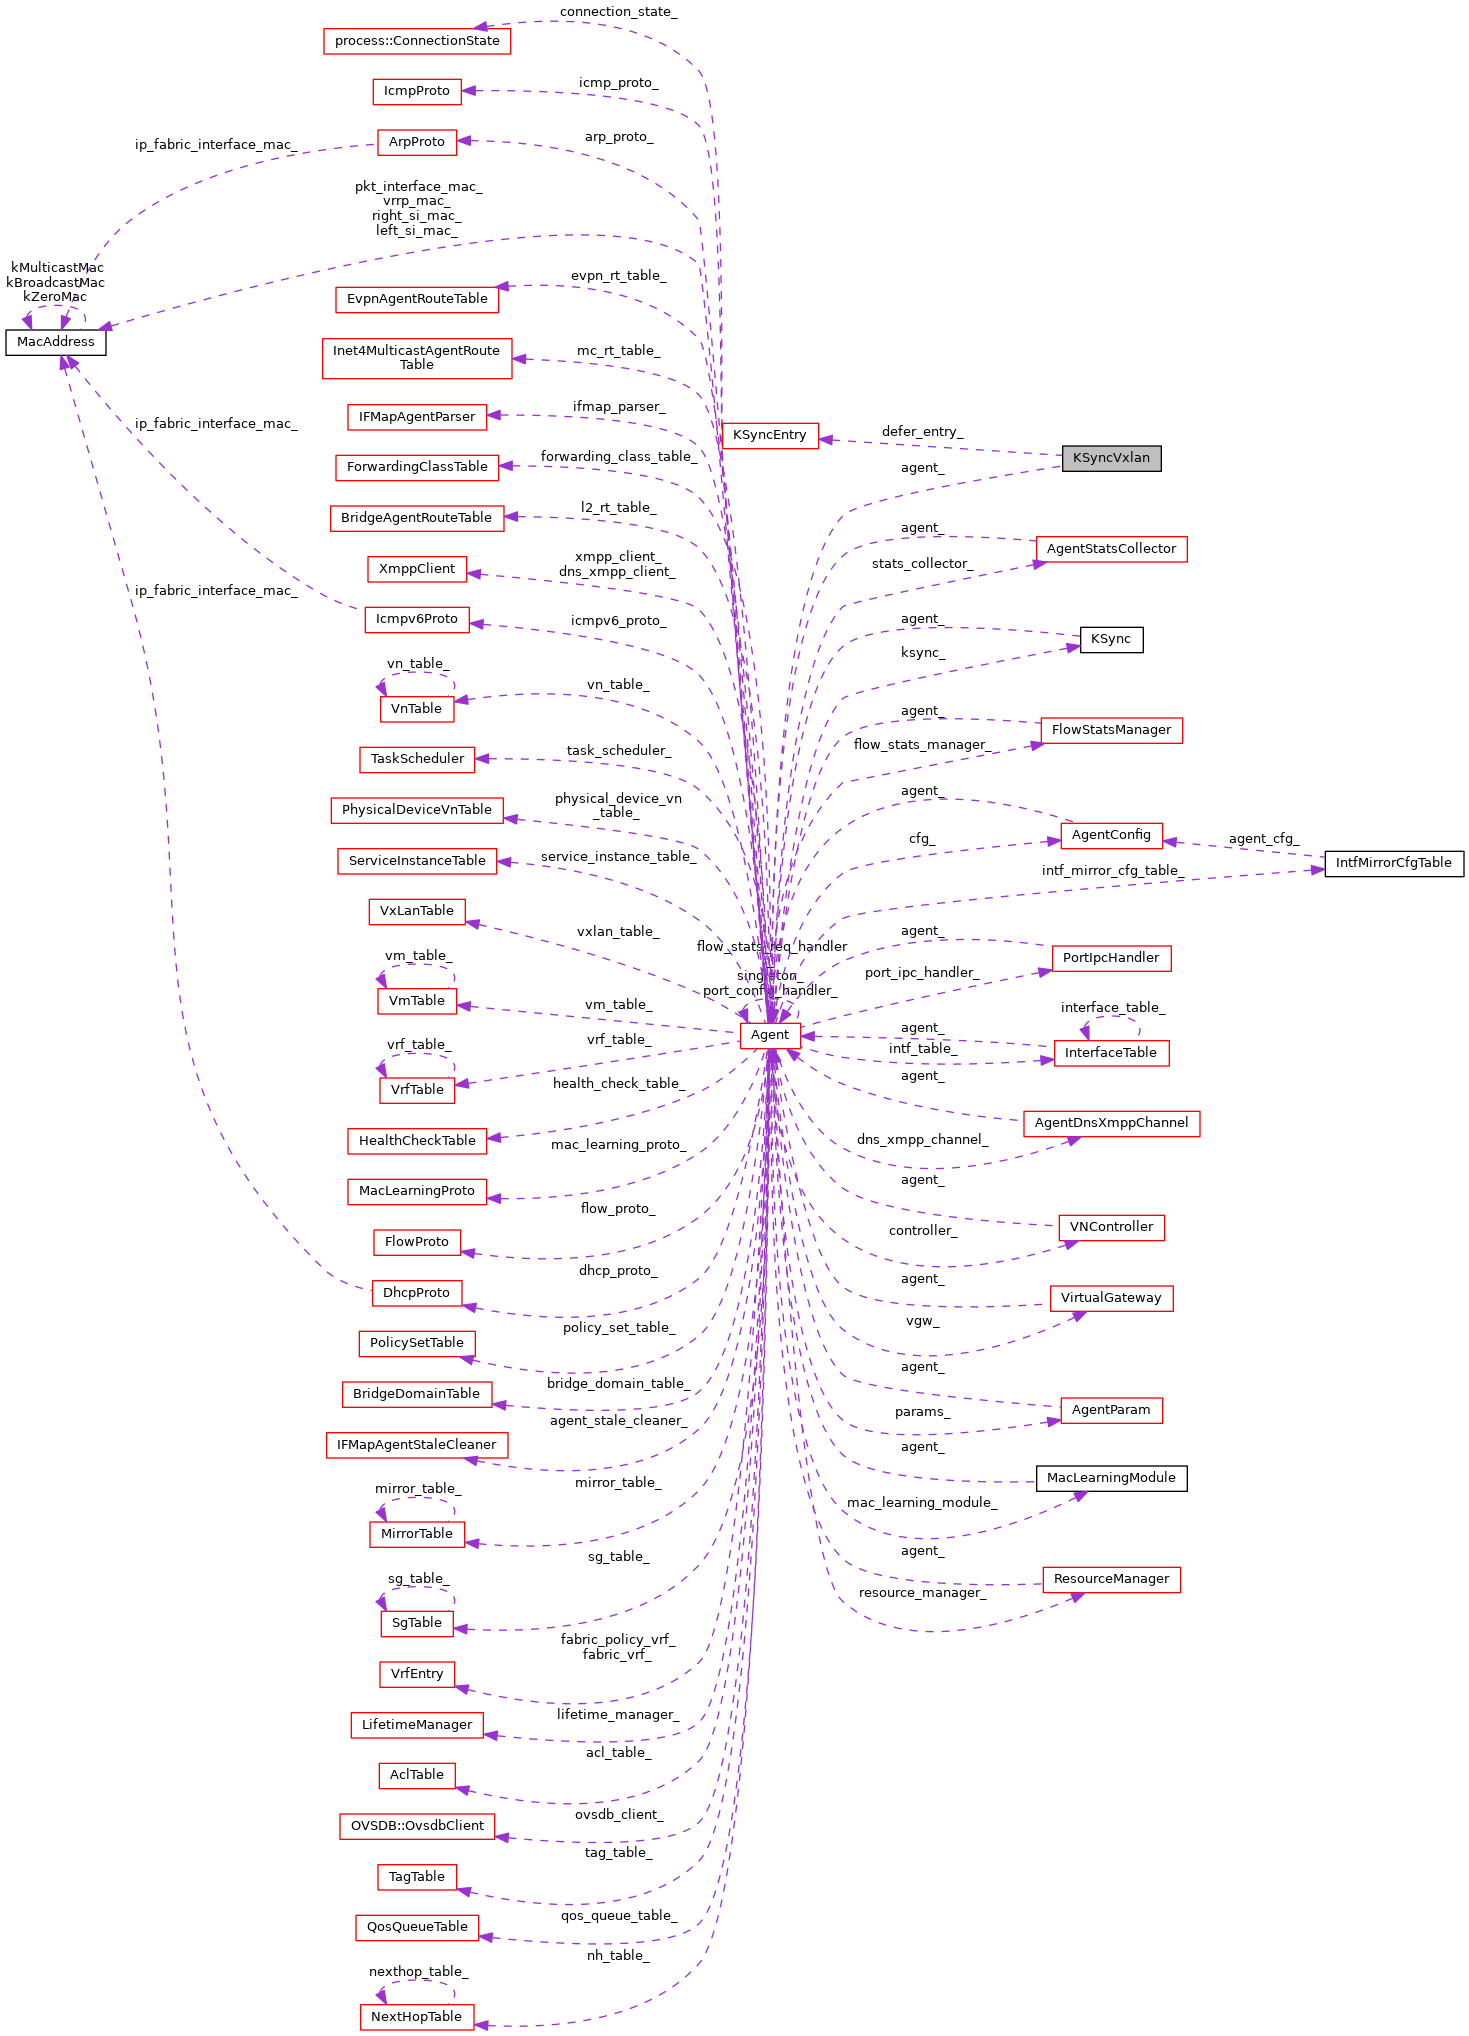 connection_state_
process::ConnectionState
icmp_proto_
IcmpProto
arp_proto_
ArpProto
ip_fabric_interface_mac_
pkt_interface_mac_
vrrp_mac_
right_si_mac_
left_si_mac_
kMulticastMac
kBroadcastMac
kZeroMac
MacAddress
evpn_rt_table_
EvpnAgentRouteTable
mc_rt_table_
Inet4MulticastAgentRoute
Table
ifmap_parser_
IFMapAgentParser
ip_fabric_interface_mac_
KSyncEntry
defer_entry_
KSyncVxlan
forwarding_class_table_
ForwardingClassTable
agent_
l2_rt_table_
BridgeAgentRouteTable
agent_
AgentStatsCollector
xmpp_client_
dns_xmpp_client_
XmppClient
stats_collector_
ip_fabric_interface_mac_
Icmpv6Proto
icmpv6_proto_
agent_
KSync
ksync_
vn_table_
VnTable
vn_table_
agent_
FlowStatsManager
flow_stats_manager_
TaskScheduler
task_scheduler_
agent_
PhysicalDeviceVnTable
physical_device_vn
_table_
cfg_
AgentConfig
agent_cfg_
IntfMirrorCfgTable
ServiceInstanceTable
service_instance_table_
intf_mirror_cfg_table_
VxLanTable
vxlan_table_
flow_stats_req_handler
_
singleton_
port_config_handler_
agent_
PortIpcHandler
port_ipc_handler_
vm_table_
VmTable
vm_table_
Agent
interface_table_
agent_
InterfaceTable
intf_table_
vrf_table_
VrfTable
vrf_table_
agent_
health_check_table_
HealthCheckTable
AgentDnsXmppChannel
dns_xmpp_channel_
mac_learning_proto_
MacLearningProto
agent_
flow_proto_
FlowProto
VNController
controller_
dhcp_proto_
DhcpProto
agent_
VirtualGateway
vgw_
policy_set_table_
PolicySetTable
agent_
bridge_domain_table_
BridgeDomainTable
AgentParam
params_
agent_stale_cleaner_
IFMapAgentStaleCleaner
agent_
MacLearningModule
mac_learning_module_
mirror_table_
MirrorTable
mirror_table_
agent_
ResourceManager
resource_manager_
sg_table_
SgTable
sg_table_
fabric_policy_vrf_
fabric_vrf_
VrfEntry
lifetime_manager_
LifetimeManager
acl_table_
AclTable
ovsdb_client_
OVSDB::OvsdbClient
tag_table_
TagTable
qos_queue_table_
QosQueueTable
nh_table_
nexthop_table_
NextHopTable